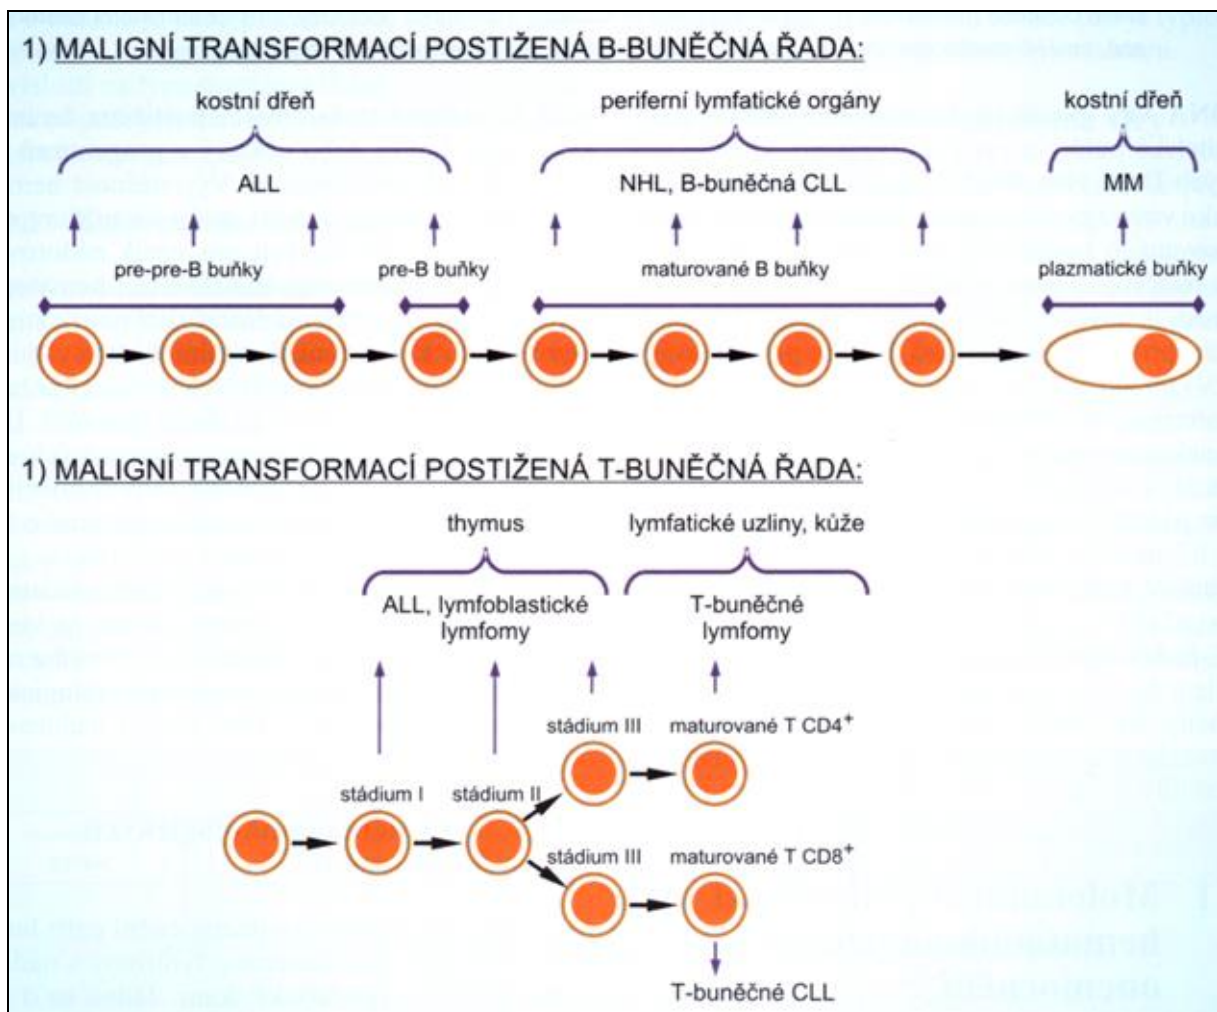 1) MALIGNÍ TRANSFORMACÍ POSTIŽENÁ B-BUNĚČNÁ ŘADA:
kostní dřeň periferní lymfatické orgány kostní dřeň
ALL NHL, B-buněčná CLL MM
pre-pre-B buňky pre-B buňky maturované B buňky plazmatické buňky
1) MALIGNÍ TRANSFORMACÍ POSTIŽENÁ T-BUNĚČNÁ ŘADA:
thymus lymfatické uzliny, kůže
ALL, lymfoblastické T-buněčné
lymfomy lymfomy
stádium III maturované T CD4+
stádium I stádium II
stádium III maturované T CD8+
T-buněčné CLL